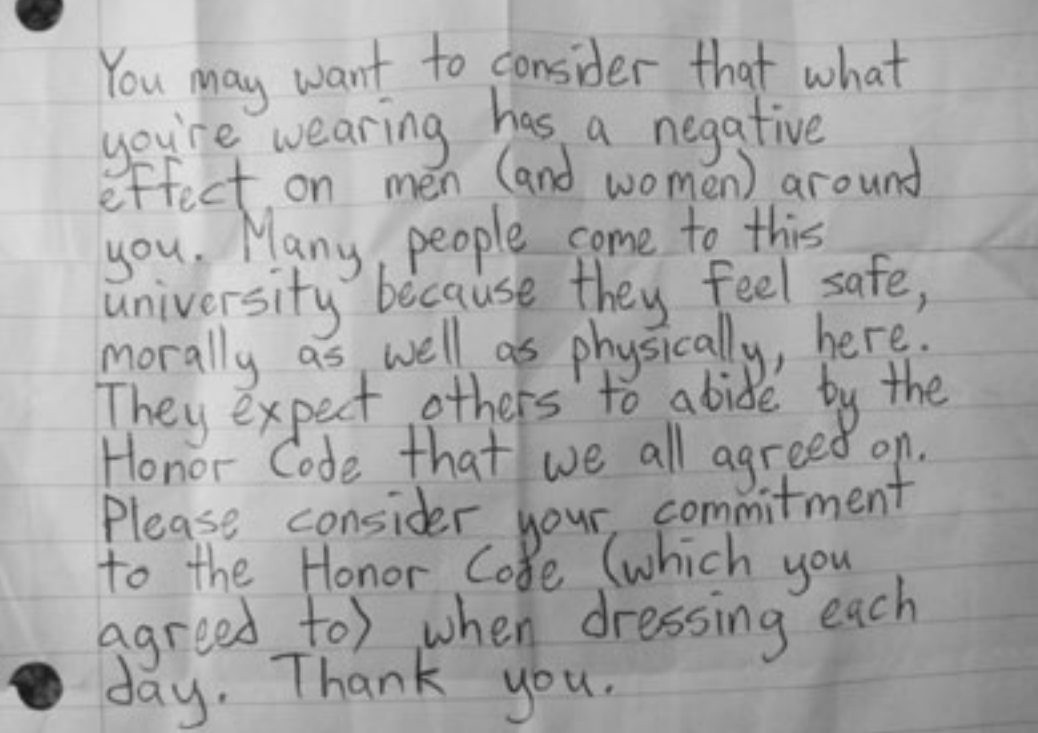 You may want to consider that what
you're wearing has a negative
effect on men (and women) around
you. Many people come to this
university because they feel safe,
morally as well as physically, here.
They expect others to abide by the
Honor Code that we all agreed on.
Please consider your commitment
to the Honor Code (which you
agreed to) when dressing each
day. Thank you.